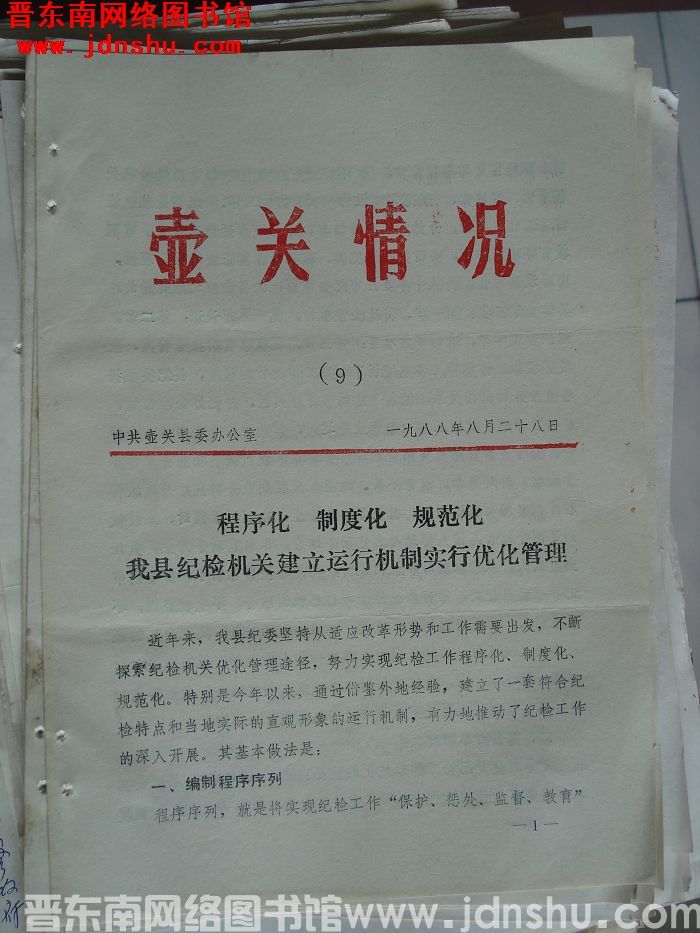 晋东南网络图书馆
www.jdnshu.com
壶关情况
(9)
中共壶关县委办公室 一九八八年八月二十八日
程序化 制度化 规范化
我县纪检机关建立运行机制实行优化管理
近年来,我县纪委坚持从适应改革形势和工作需要出发,不断
探索纪检机关优化管理途径,努力实现纪检工作程序化、制度化、
规范化。特别是今年以来,通过借鉴外地经验,建立了一套符合纪
检特点和当地实际的直观形象的运行机制,有力地推动了纪检工作
的深入开展。其基本做法是:
一、编制程序序列
程序序列,就是将实现纪检工作“保护、惩处、监督、教育”
—1—
晋东南网络图书馆www.jdnshu.com